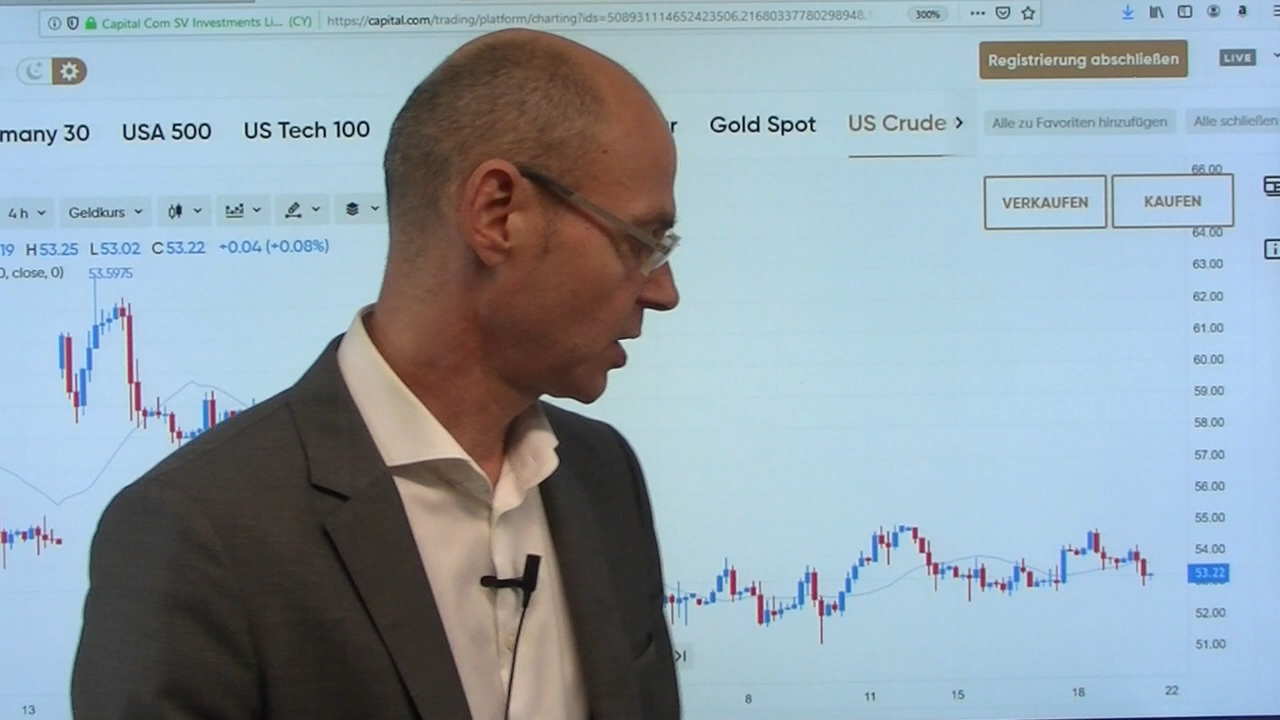 Capital Com SV Investments Li... (CY)
https://capital.com/trading/platform/charting?ids=508931114652423506.21680337780298948.
300%
Registrierung abschließen
LIVE
many 30 USA 500 US Tech 100 r Gold Spot US Crude
Alle zu Favoriten hinzufügen
Alle schließen
66.00
4 h Geldkurs
VERKAUFEN KAUFEN
64.00
19 H53.25 L53.02 C53.22 +0.04 (+0.08%)
0, close, 0) 53.5975
63.00
62.00
61.00
60.00
59.00
58.00
57.00
56.00
55.00
54.00
53.22
52.00
51.00
13 8 11 15 18 22